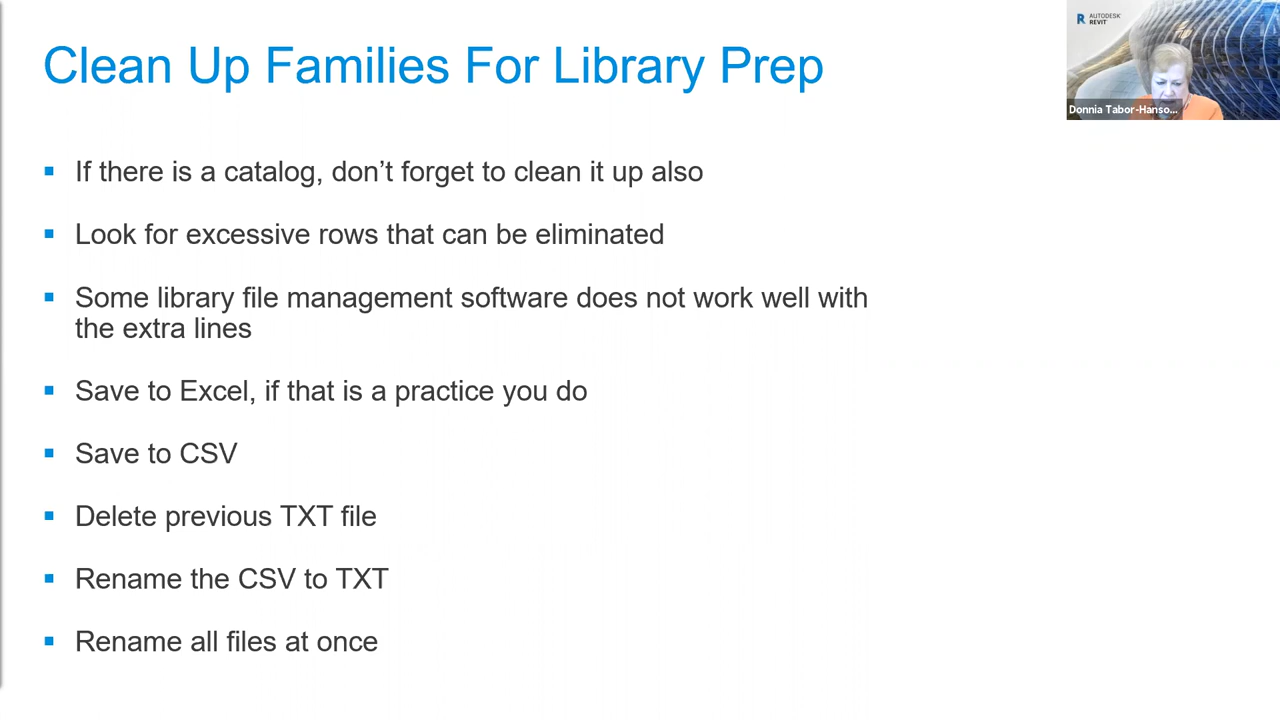 Clean Up Families For Library Prep
AUTODESK
REVIT
Donnia Tabor-Hanso...
If there is a catalog, don’t forget to clean it up also
Look for excessive rows that can be eliminated
Some library file management software does not work well with
the extra lines
Save to Excel, if that is a practice you do
Save to CSV
Delete previous TXT file
Rename the CSV to TXT
Rename all files at once